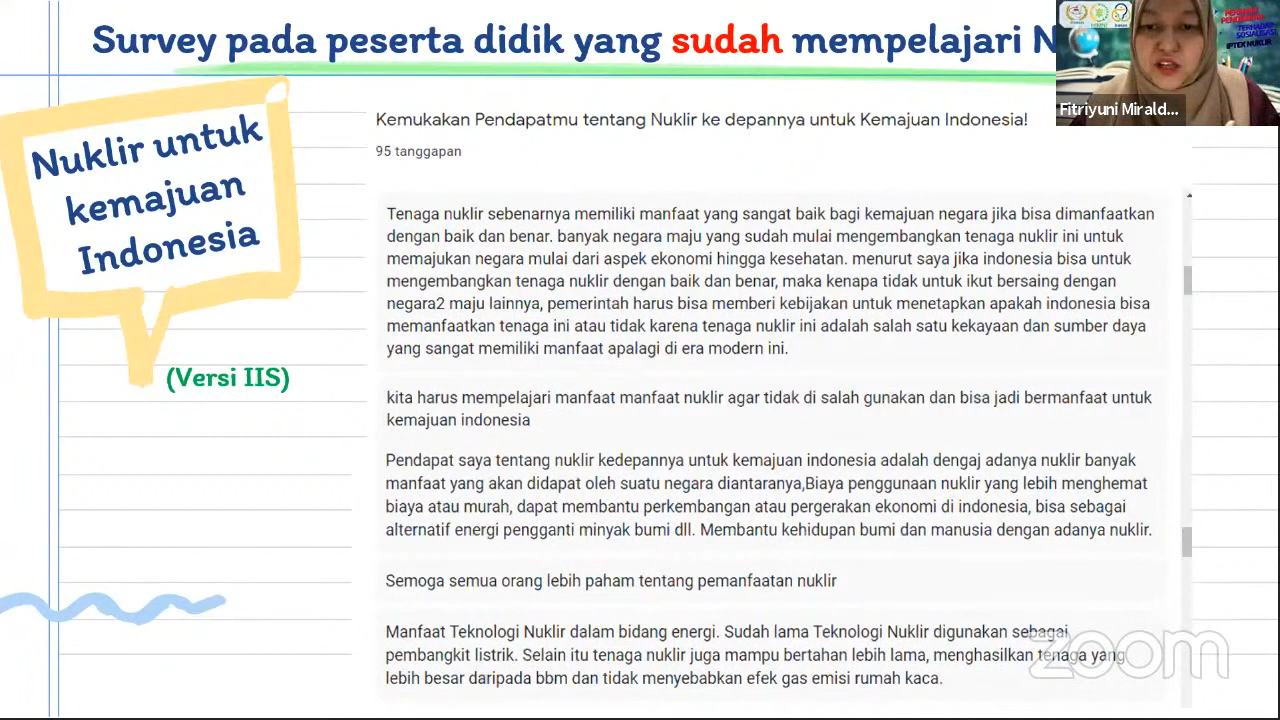 Survey pada peserta didik yang sudah mempelajari N
PERANAN
PENDIDIKAN
TERHADAP
SOSIALISASI
IPTEK NUKLIR
Fitriyuni Mirald...
Nuklir untuk
kemajuan
Indonesia
(Versi IIS)
Kemukakan Pendapatmu tentang Nuklir ke depannya untuk Kemajuan Indonesia!
95 tanggapan
Tenaga nuklir sebenarnya memiliki manfaat yang sangat baik bagi kemajuan negara jika bisa dimanfaatkan
dengan baik dan benar. banyak negara maju yang sudah mulai mengembangkan tenaga nuklir ini untuk
memajukan negara mulai dari aspek ekonomi hingga kesehatan. menurut saya jika indonesia bisa untuk
mengembangkan tenaga nuklir dengan baik dan benar, maka kenapa tidak untuk ikut bersaing dengan
negara2 maju lainnya, pemerintah harus bisa memberi kebijakan untuk menetapkan apakah indonesia bisa
memanfaatkan tenaga ini atau tidak karena tenaga nuklir ini adalah salah satu kekayaan dan sumber daya
yang sangat memiliki manfaat apalagi di era modern ini.
kita harus mempelajari manfaat manfaat nuklir agar tidak di salah gunakan dan bisa jadi bermanfaat untuk
kemajuan indonesia
Pendapat saya tentang nuklir kedepannya untuk kemajuan indonesia adalah dengaj adanya nuklir banyak
manfaat yang akan didapat oleh suatu negara diantaranya,Biaya penggunaan nuklir yang lebih menghemat
biaya atau murah, dapat membantu perkembangan atau pergerakan ekonomi di indonesia, bisa sebagai
alternatif energi pengganti minyak bumi dll. Membantu kehidupan bumi dan manusia dengan adanya nuklir.
Semoga semua orang lebih paham tentang pemanfaatan nuklir
Manfaat Teknologi Nuklir dalam bidang energi. Sudah lama Teknologi Nuklir digunakan sebagai
pembangkit listrik. Selain itu tenaga nuklir juga mampu bertahan lebih lama, menghasilkan tenaga yang
lebih besar daripada bbm dan tidak menyebabkan efek gas emisi rumah kaca.
zoom